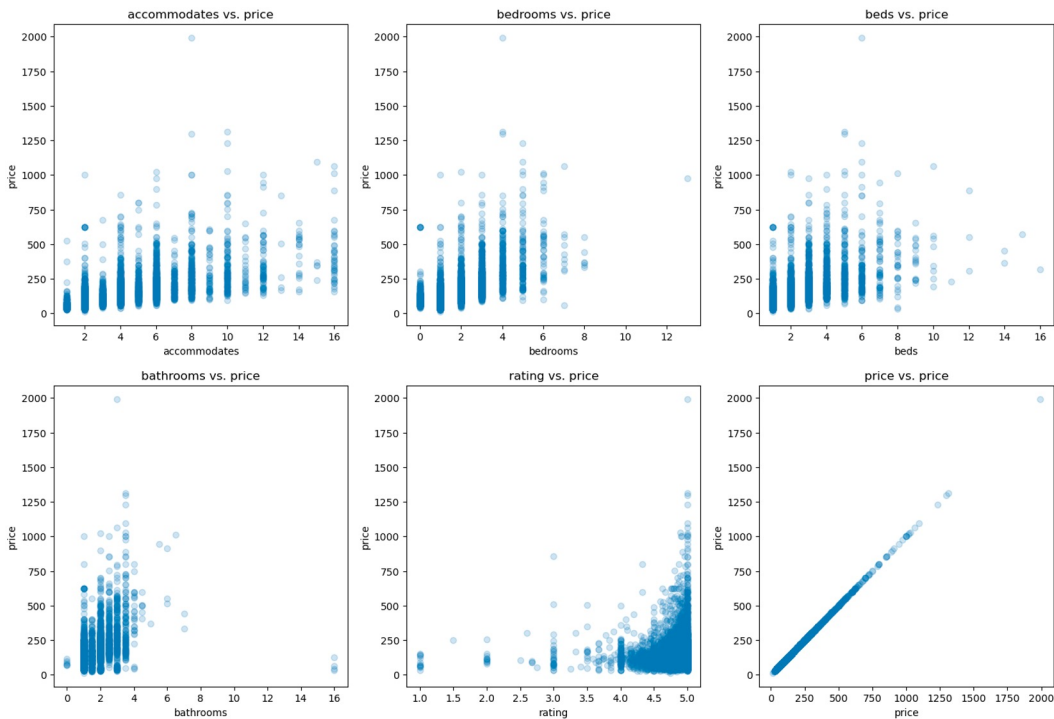 accommodates vs. price
bedrooms vs. price
beds vs. price
2000
1750
1500
1250
1000
750
500
250
0
price
2 4 6 8 10 12 14 16
accommodates
2000
1750
1500
1250
1000
750
500
250
0
price
0 2 4 6 8 10 12
bedrooms
2000
1750
1500
1250
1000
750
500
250
0
price
2 4 6 8 10 12 14 16
beds
bathrooms vs. price
rating vs. price
price vs. price
2000
1750
1500
1250
1000
750
500
250
0
price
0 2 4 6 8 10 12 14 16
bathrooms
2000
1750
1500
1250
1000
750
500
250
0
price
1.0 1.5 2.0 2.5 3.0 3.5 4.0 4.5 5.0
rating
2000
1750
1500
1250
1000
750
500
250
0
price
0 250 500 750 1000 1250 1500 1750 2000
price